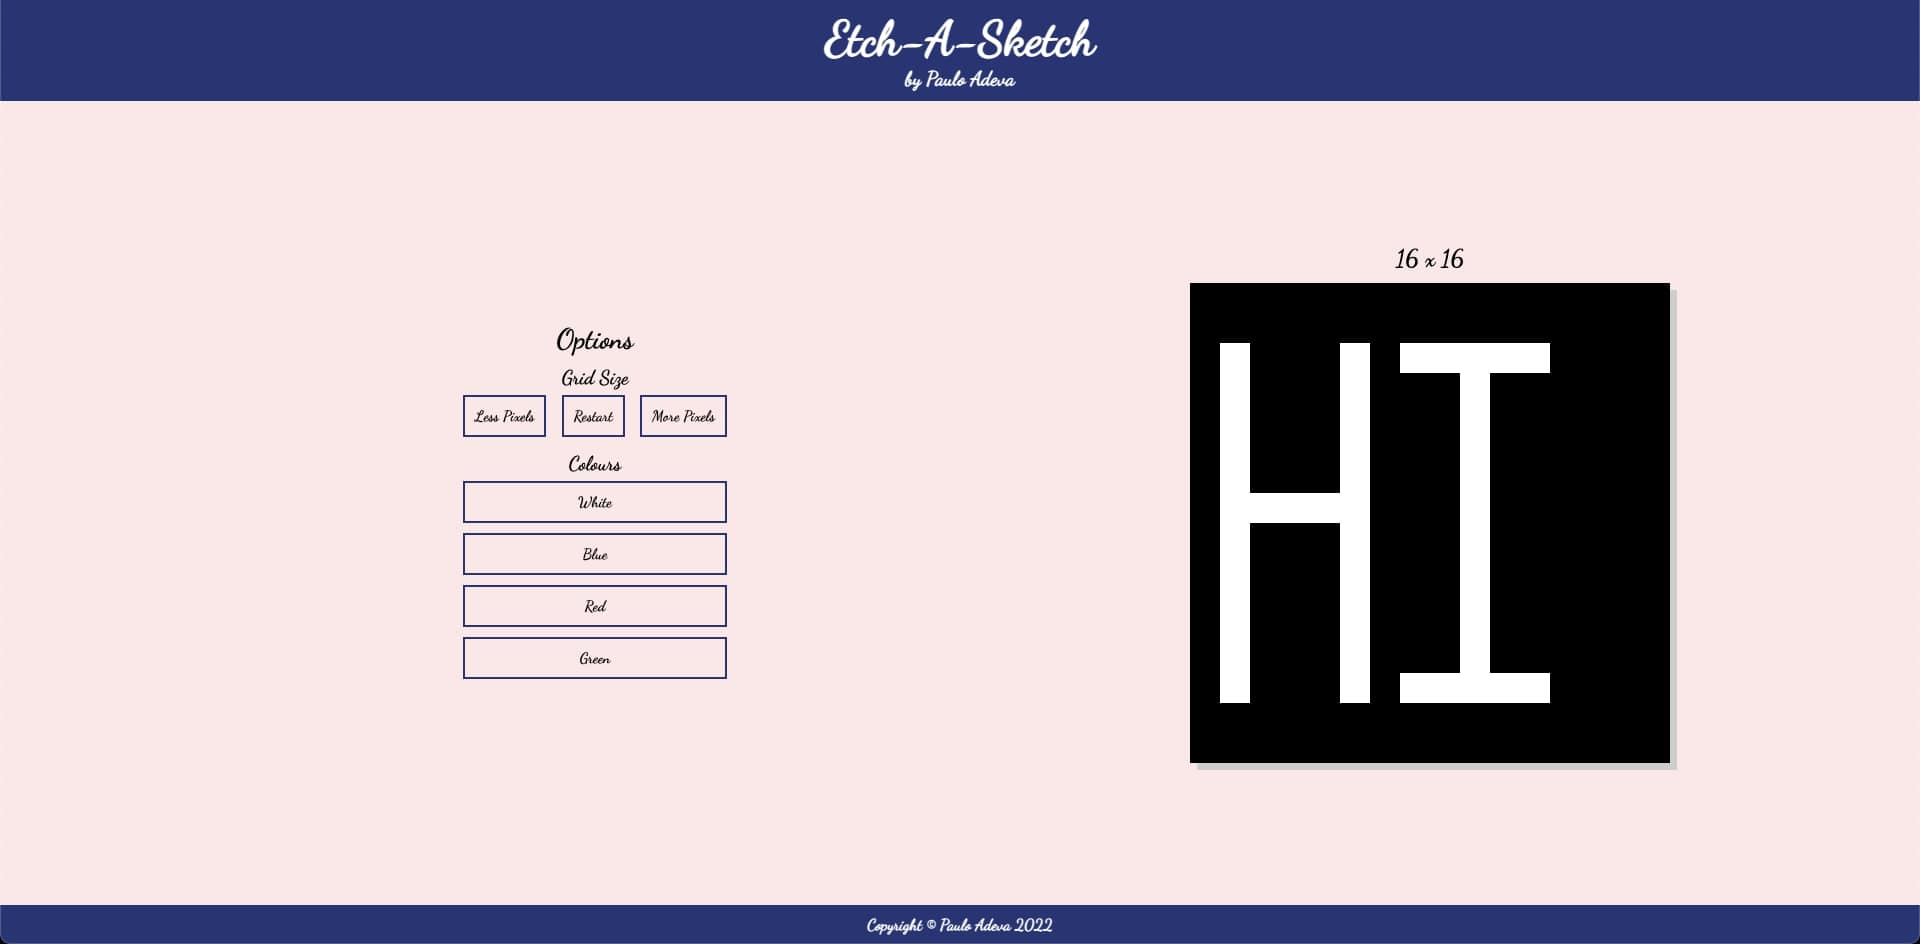 Etch-A-Sketch
by Paulo Adeva
Options
Grid Size
Less Pixels Restart More Pixels
Colours
White
Blue
Red
Green
16 x 16
HI
Copyright © Paulo Adeva 2022